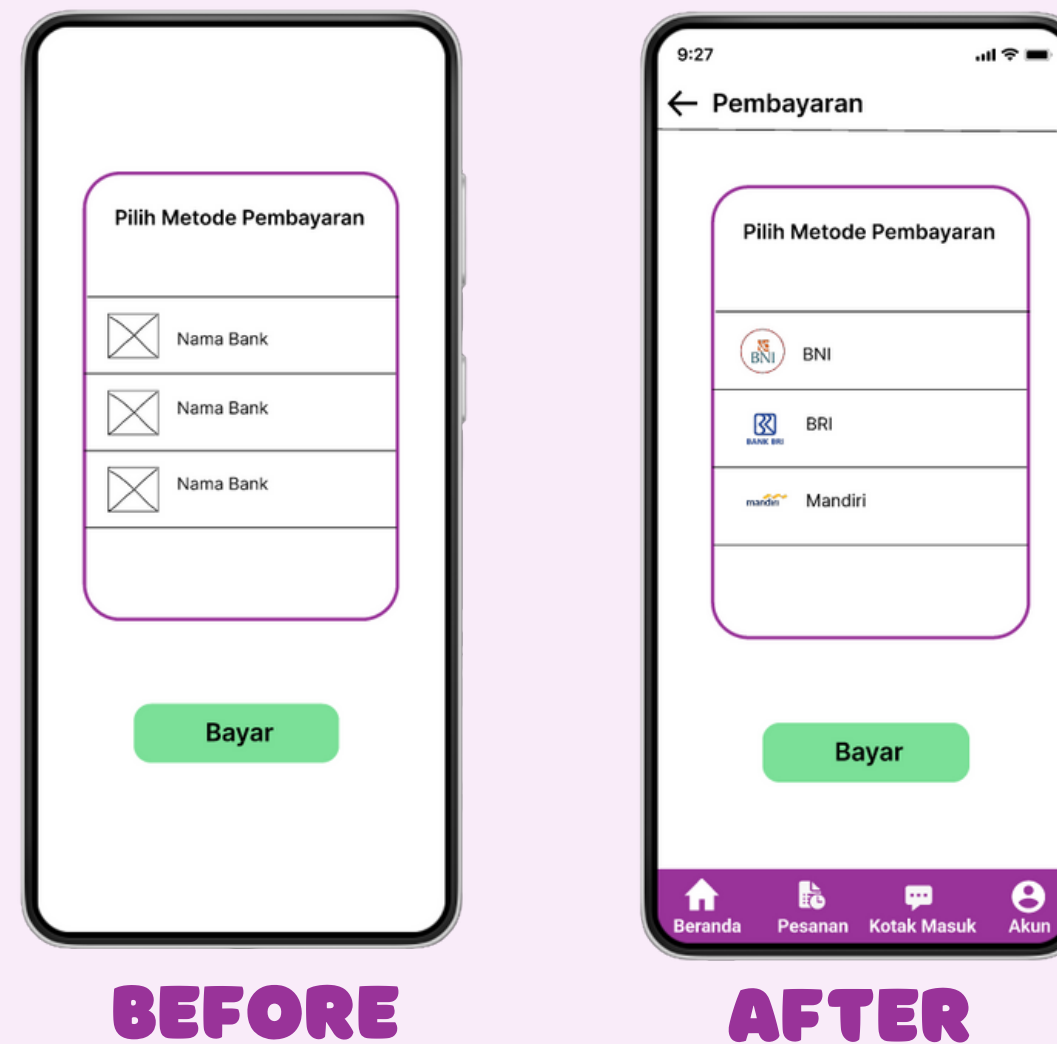 Pilih Metode Pembayaran
Nama Bank
Nama Bank
Nama Bank
Bayar
BEFORE
9:27
Pembayaran
Pilih Metode Pembayaran
BNI BNI
BANK BRI BRI
mandiri Mandiri
Bayar
Beranda Pesanan Kotak Masuk Akun
AFTER